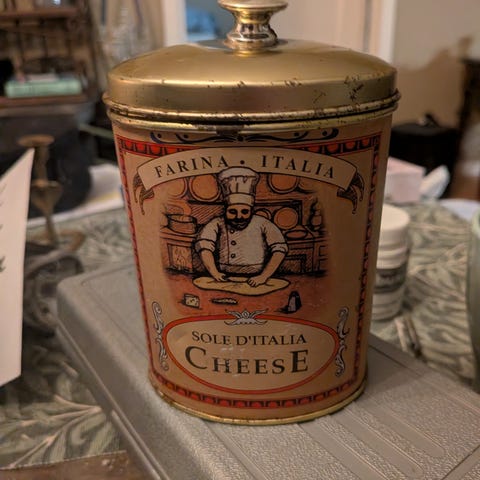 FARINA · ITALIA
SOLE D'ITALIA
CHEESE